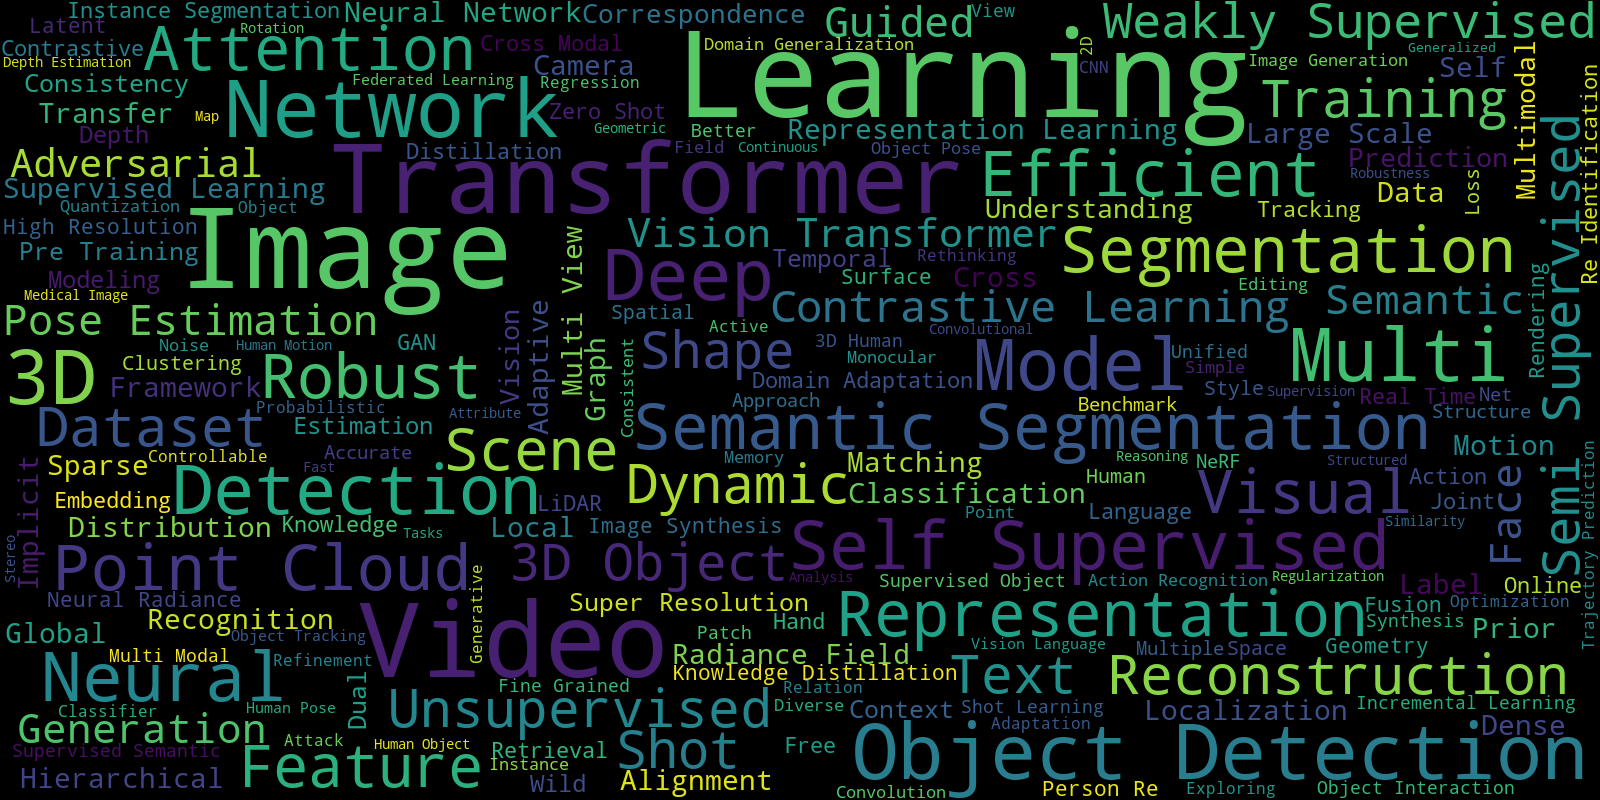 Instance Segmentation
Neural Network
Correspondence
Guided
View
Weakly Supervised
Latent
Rotation
Attention
Cross Modal
Learning
Domain Generalization
2D
Generalized
Contrastive
Depth Estimation
Camera
CNN
Image Generation
Self
Multimodal
Consistency
Federated Learning
Regression
Network
Training
Re Identification
Transfer
Map
Zero Shot
Geometric
Better
Representation Learning
Large Scale
Depth
Distillation
Field
Continuous
Object Pose
Prediction
Supervised
Adversarial
Transformer
Efficient
Robustness
Supervised Learning
Data
Loss
Quantization
Object
Understanding
Tracking
High Resolution
Image
Vision Transformer
Segmentation
Pre Training
Multi View
Deep
Temporal
Rethinking
Modeling
Surface
Cross
Editing
Rendering
Medical Image
Contrastive Learning
Semantic
Pose Estimation
Vision
Adaptive
Spatial
Active
Convolutional
Noise
Human Motion
GAN
Graph
Consistent
Shape
3D Human
Monocular
Model
Unified
Simple
Multi
3D
Clustering
Robust
Framework
Domain Adaptation
Style
Supervision
Real Time
Net
Dataset
Probabilistic
Attribute
Approach
Benchmark
Structure
Estimation
Semantic Segmentation
Motion
Scene
Sparse
Controllable
Accurate
Fast
Memory
Matching
Reasoning
NeRF
Structured
Implicit
Embedding
Detection
LiDAR
Dynamic
Classification
Human
Visual
Action
Joint
Face
Semi
Trajectory Prediction
Distribution
Knowledge
Tasks
Local
Image Synthesis
Point
Language
Similarity
Stereo
Point Cloud
3D Object
Self Supervised
Analysis
Supervised Object
Action Recognition
Regularization
Label
Online
Neural Radiance
Generative
Super Resolution
Representation
Fusion
Optimization
Recognition
Video
Hand
Synthesis
Prior
Global
Object Tracking
Patch
Vision Language
Multiple
Space
Geometry
Multi Modal
Refinement
Radiance Field
Neural
Knowledge Distillation
Text
Reconstruction
Fine Grained
Relation
Classifier
Human Pose
Dual
Unsupervised
Diverse
Context
Shot Learning
Localization
Incremental Learning
Generation
Adaptation
Dense
Supervised Semantic
Attack
Human Object
Retrieval
Shot
Free
Object Detection
Hierarchical
Feature
Instance
Wild
Alignment
Convolution
Person Re
Exploring
Object Interaction